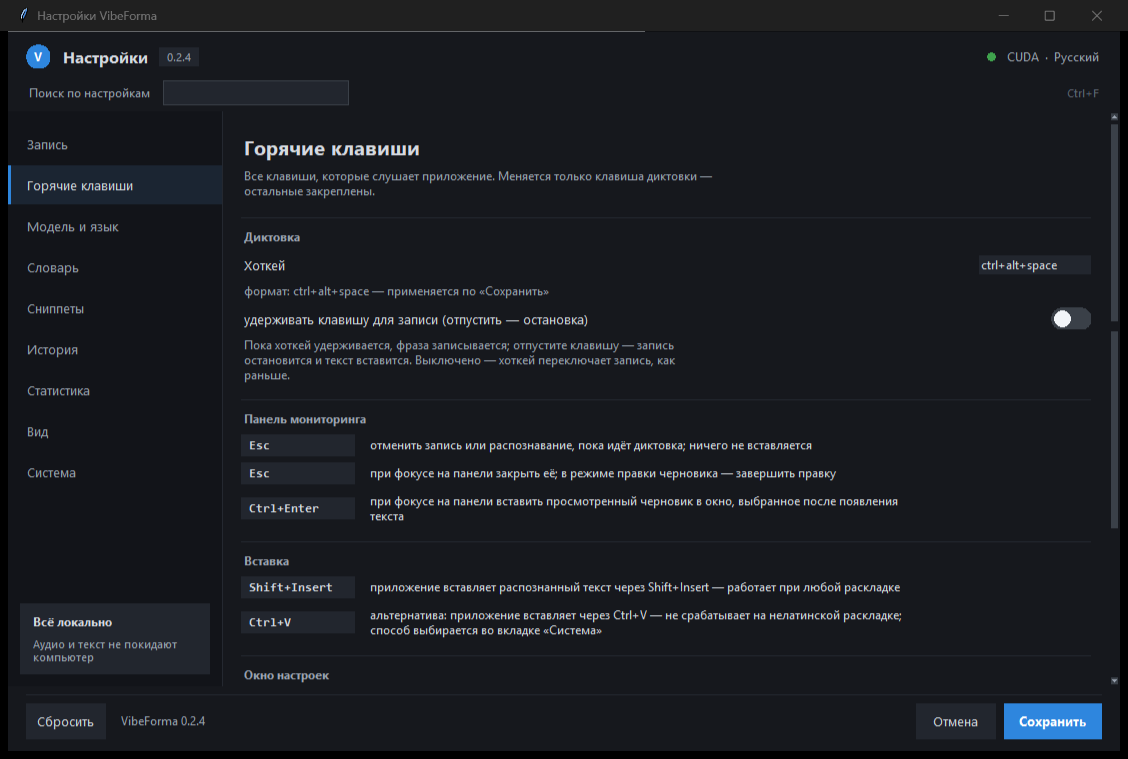 Настройки VibeForma
V Настройки 0.2.4
CUDA · Русский
Поиск по настройкам
Ctrl+F
Запись
Горячие клавиши
Модель и язык
Словарь
Сниппеты
История
Статистика
Вид
Система
Всё локально
Аудио и текст не покидают
компьютер
Горячие клавиши
Все клавиши, которые слушает приложение. Меняется только клавиша диктовки —
остальные закреплены.
Диктовка
Хоткей
ctrl+alt+space
формат: ctrl+alt+space — применяется по «Сохранить»
удерживать клавишу для записи (отпустить — остановка)
Пока хоткей удерживается, фраза записывается; отпустите клавишу — запись
остановится и текст вставится. Выключено — хоткей переключает запись, как
раньше.
Панель мониторинга
Esc отменить запись или распознавание, пока идёт диктовка; ничего не вставляется
Esc при фокусе на панели закрыть её; в режиме правки черновика — завершить правку
Ctrl+Enter при фокусе на панели вставить просмотренный черновик в окно, выбранное после появления
текста
Вставка
Shift+Insert приложение вставляет распознанный текст через Shift+Insert — работает при любой раскладке
Ctrl+V альтернатива: приложение вставляет через Ctrl+V — не срабатывает на нелатинской раскладке;
способ выбирается во вкладке «Система»
Окно настроек
Сбросить
VibeForma 0.2.4
Отмена
Сохранить